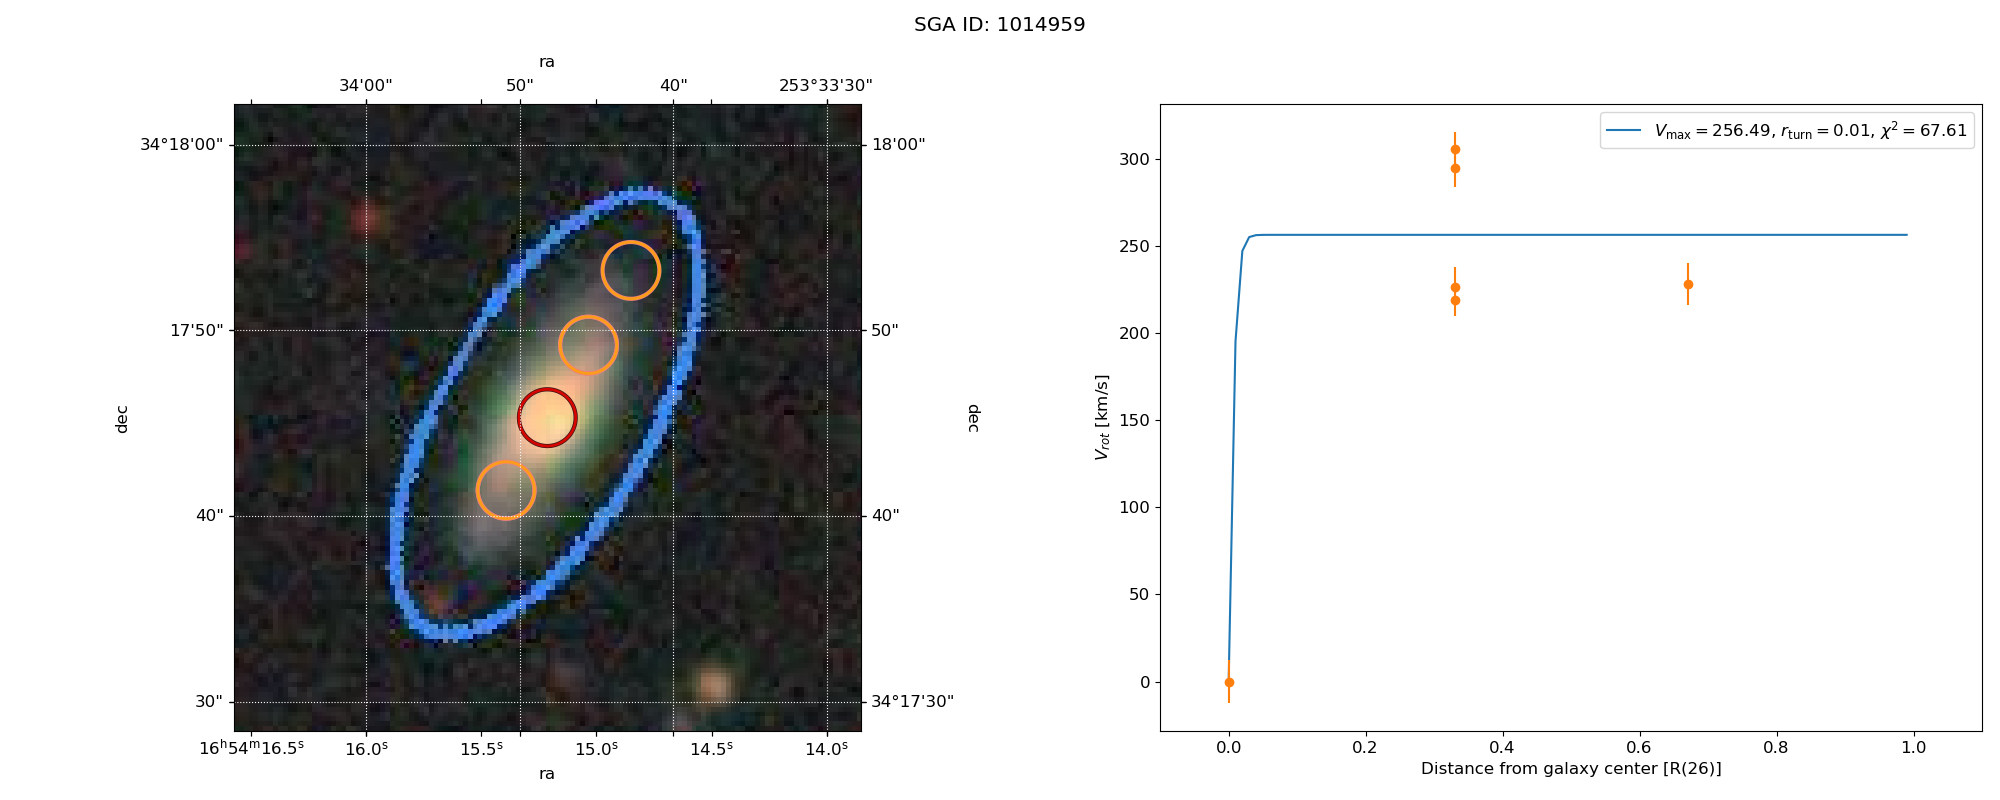 SGA ID: 1014959
ra
34'00" 50" 40" 253°33'30"
34°18'00" 18'00"
17'50" 50"
dec dec
40" 40"
30" 34°17'30"
16ʰ54ᵐ16.5ˢ 16.0ˢ 15.5ˢ 15.0ˢ 14.5ˢ 14.0ˢ
ra
V_max = 256.49, r_turn = 0.01, χ² = 67.61
300
250
200
150
100
50
0
V_rot [km/s]
0.0 0.2 0.4 0.6 0.8 1.0
Distance from galaxy center [R(26)]